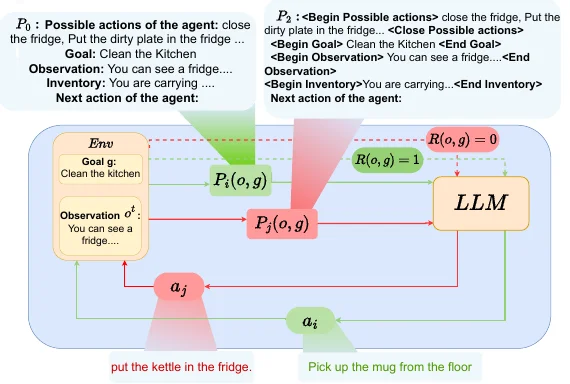 P₀ : Possible actions of the agent: close
the fridge, Put the dirty plate in the fridge ...
Goal: Clean the Kitchen
Observation: You can see a fridge....
Inventory: You are carrying ....
Next action of the agent:
P₂ : <Begin Possible actions> close the fridge, Put the
dirty plate in the fridge... <Close Possible actions>
<Begin Goal> Clean the Kitchen <End Goal>
<Begin Observation> You can see a fridge....<End
Observation>
<Begin Inventory>You are carrying...<End Inventory>
Next action of the agent:
Env
Goal g:
Clean the kitchen
Observation oᵗ :
You can see a
fridge....
Pᵢ(o, g)
Pⱼ(o, g)
R(o, g) = 0
R(o, g) = 1
LLM
aⱼ
aᵢ
put the kettle in the fridge.
Pick up the mug from the floor